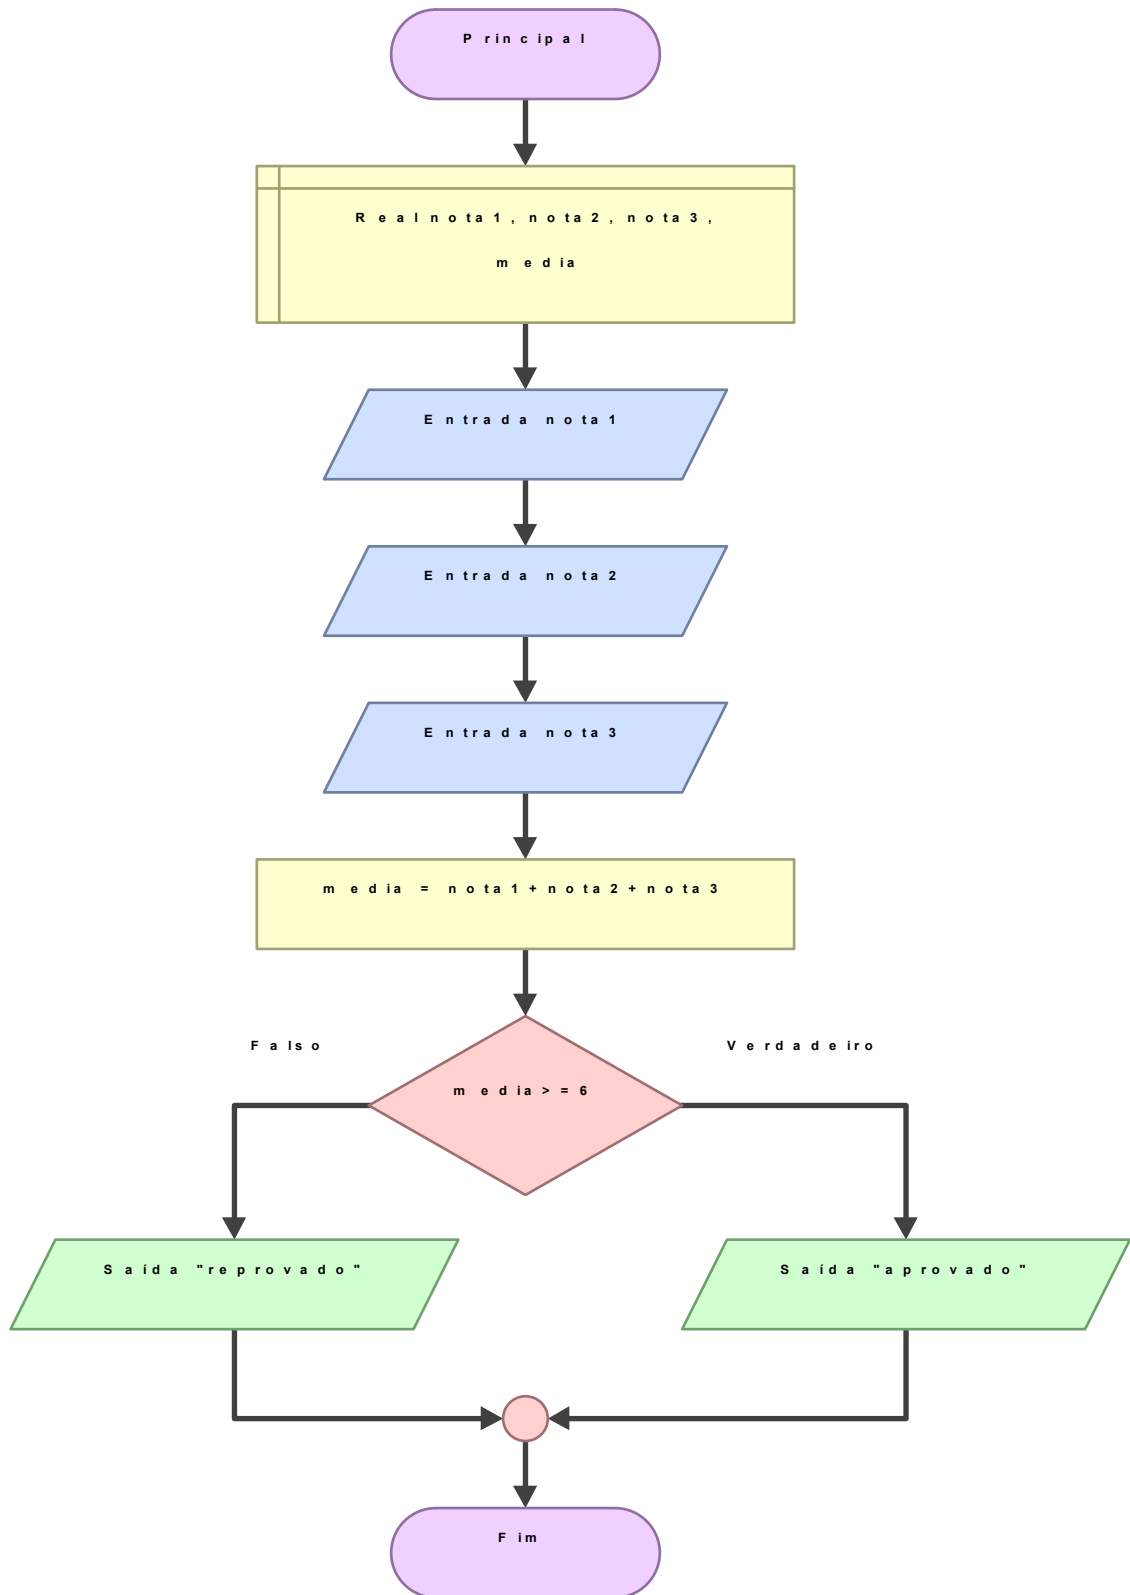 Principal
Real nota1, nota2, nota3,
media
Entrada nota1
Entrada nota2
Entrada nota3
media = nota1+nota2+nota3
Falso
Verdadeiro
media>=6
Saída "reprovado"
Saída "aprovado"
Fim